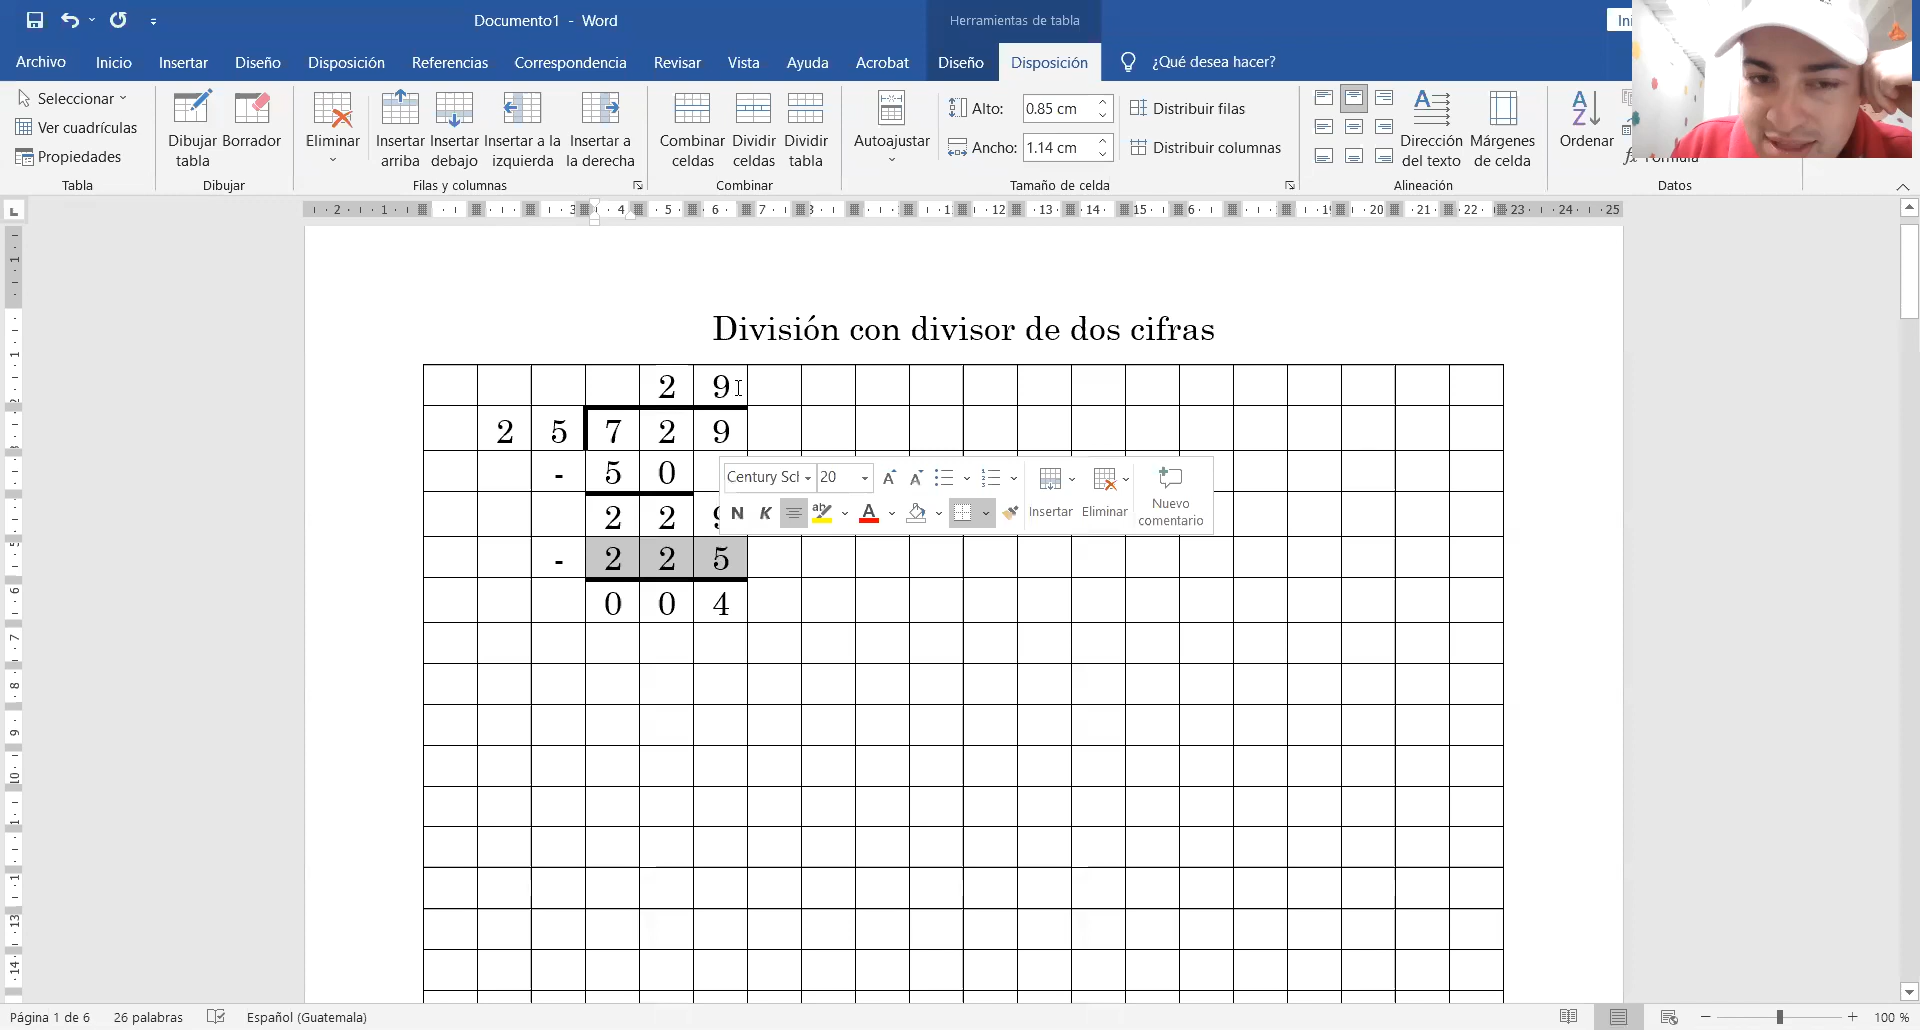 Documento1 - Word
Herramientas de tabla
Archivo Inicio Insertar Diseño Disposición Referencias Correspondencia Revisar Vista Ayuda Acrobat Diseño Disposición ¿Qué desea hacer?
Seleccionar
Ver cuadrículas
Propiedades
Tabla
Dibujar tabla
Borrador
Dibujar
Eliminar
Insertar arriba
Insertar debajo
Insertar a la izquierda
Insertar a la derecha
Filas y columnas
Combinar celdas
Dividir celdas
Dividir tabla
Combinar
Autoajustar
Alto: 0.85 cm
Ancho: 1.14 cm
Distribuir filas
Distribuir columnas
Tamaño de celda
Dirección del texto
Márgenes de celda
Alineación
Ordenar
Datos
División con divisor de dos cifras
2 9
2 5 7 2 9
- 5 0
2 2 9
- 2 2 5
0 0 4
Century Scl 20
N K
Insertar Eliminar
Nuevo comentario
Página 1 de 6 26 palabras Español (Guatemala) 100 %